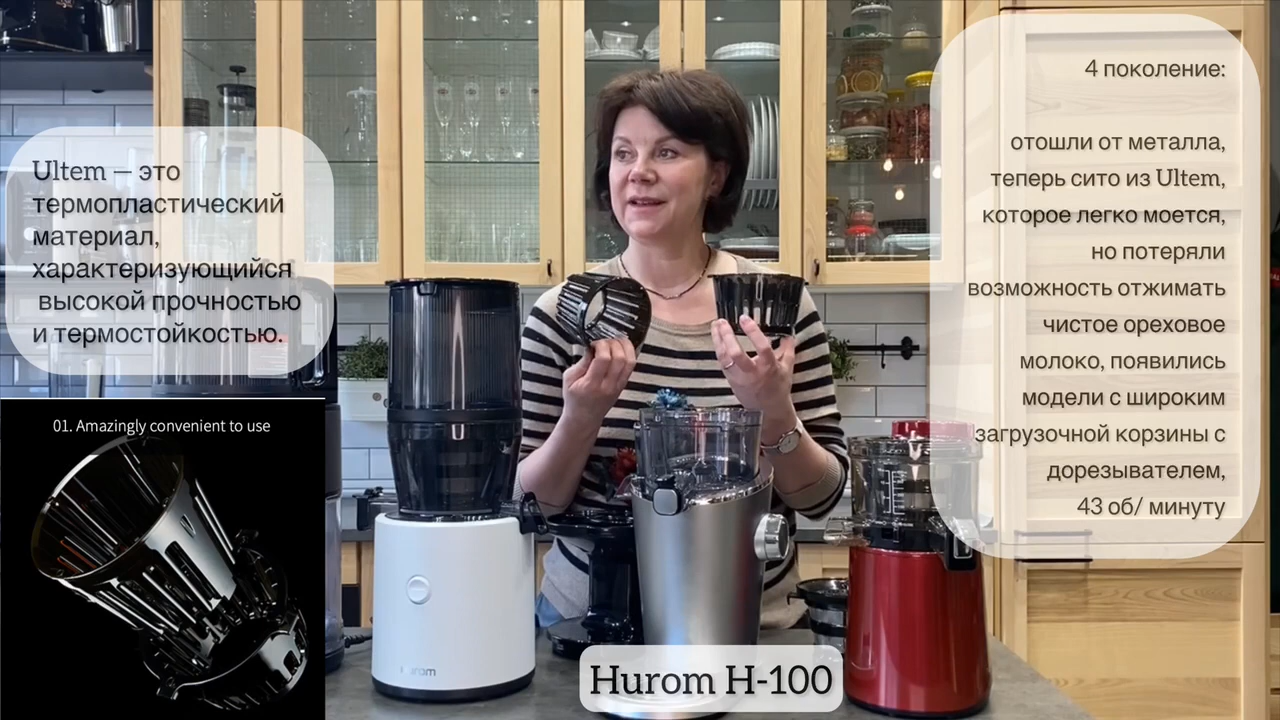 Ultem — это
термопластический
материал,
характеризующийся
высокой прочностью
и термостойкостью.
01. Amazingly convenient to use
4 поколение:
отошли от металла,
теперь сито из Ultem,
которое легко моется,
но потеряли
возможность отжимать
чистое ореховое
молоко, появились
модели с широким
загрузочной корзины с
дорезывателем,
43 об/ минуту
hurom
Hurom H-100